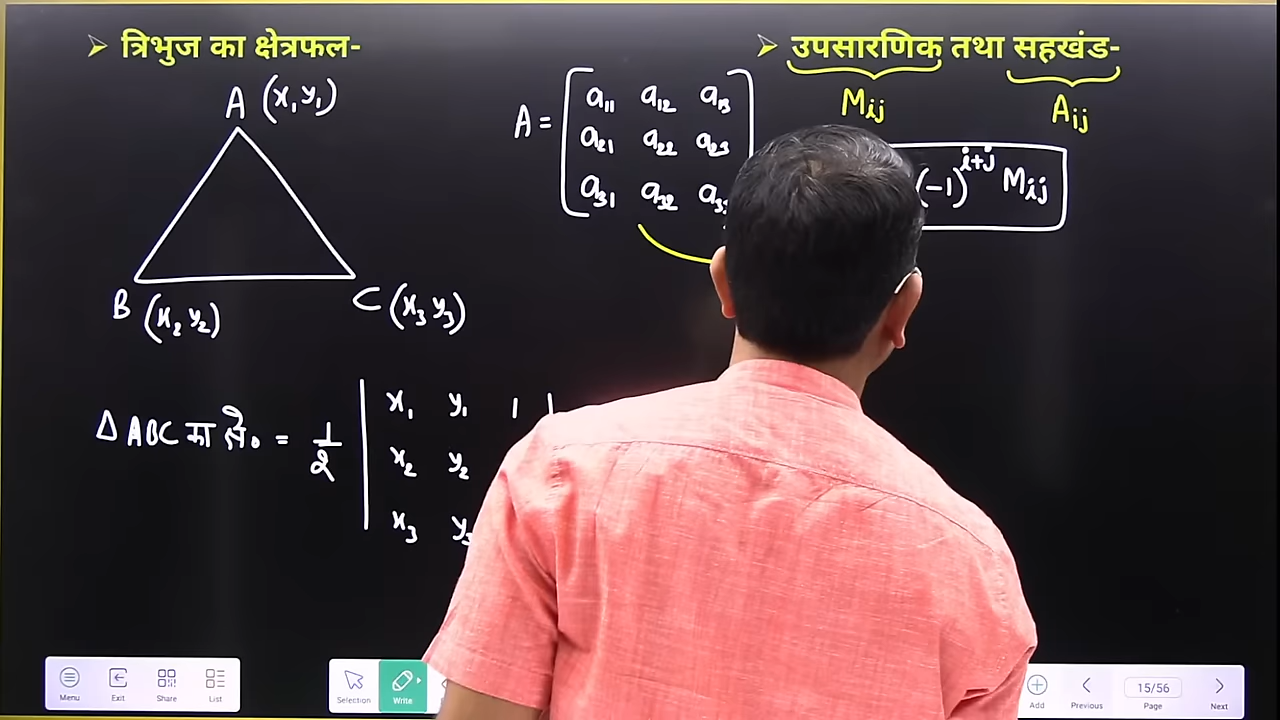 ➤ त्रिभुज का क्षेत्रफल-
A (x₁ y₁)
B (x₂ y₂)
C (x₃ y₃)
Δ ABC का क्षे० = 1/2 | x₁ y₁ 1 |
x₂ y₂
x₃ y₃
➤ उपसारणिक तथा सहखंड-
Mij
Aij
A = [ a₁₁ a₁₂ a₁₃ ]
a₂₁ a₂₂ a₂₃
a₃₁ a₃₂
(-1)^(i+j) Mij
Menu
Exit
Share
List
Selection
Write
Add
Previous
15/56
Page
Next